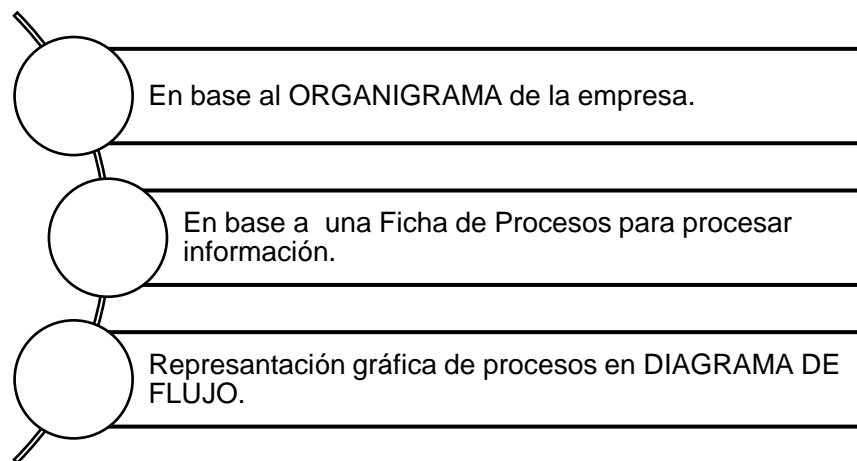 En base al ORGANIGRAMA de la empresa.
En base a  una Ficha de Procesos para procesar
información.
Represantación gráfica de procesos en DIAGRAMA DE
FLUJO.